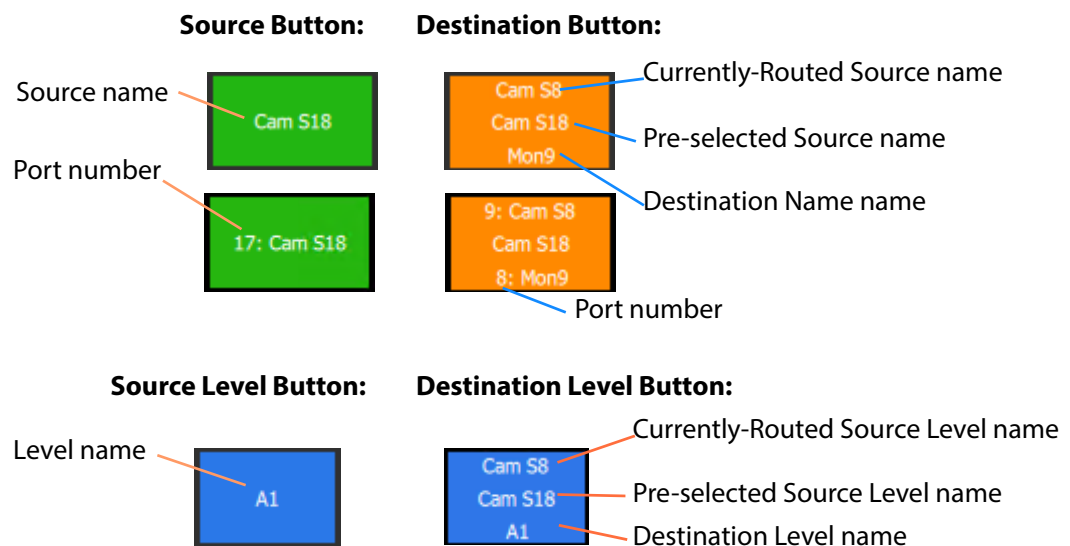 Source Button:
Destination Button:
Source name
Cam S18
Cam S8
Cam S18
Mon9
Currently-Routed Source name
Pre-selected Source name
Destination Name name
Port number
17: Cam S18
9: Cam S8
Cam S18
8: Mon9
Port number
Source Level Button:
Destination Level Button:
Level name
A1
Cam S8
Cam S18
A1
Currently-Routed Source Level name
Pre-selected Source Level name
Destination Level name